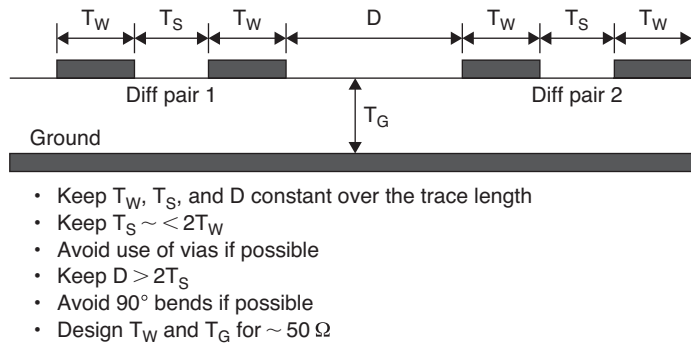 T_W T_S T_W D T_W T_S T_W
Diff pair 1 Diff pair 2
T_G
Ground
• Keep T_W, T_S, and D constant over the trace length
• Keep T_S ~ < 2T_W
• Avoid use of vias if possible
• Keep D > 2T_S
• Avoid 90° bends if possible
• Design T_W and T_G for ~ 50 Ω